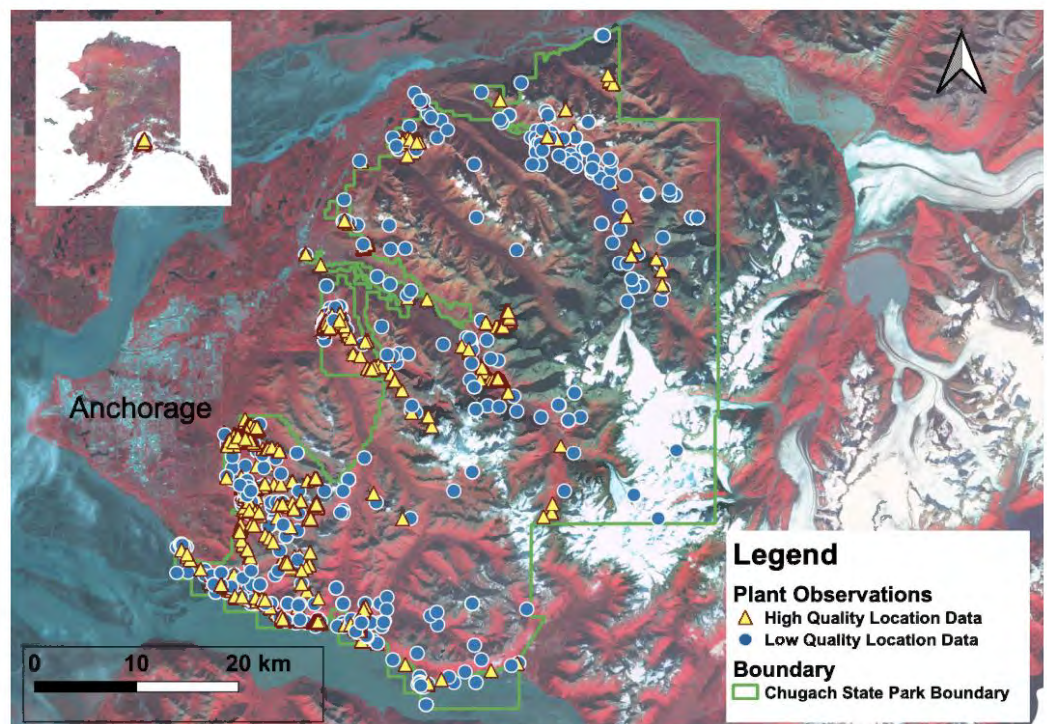 Anchorage
0 10 20 km
Legend
Plant Observations
High Quality Location Data
Low Quality Location Data
Boundary
Chugach State Park Boundary